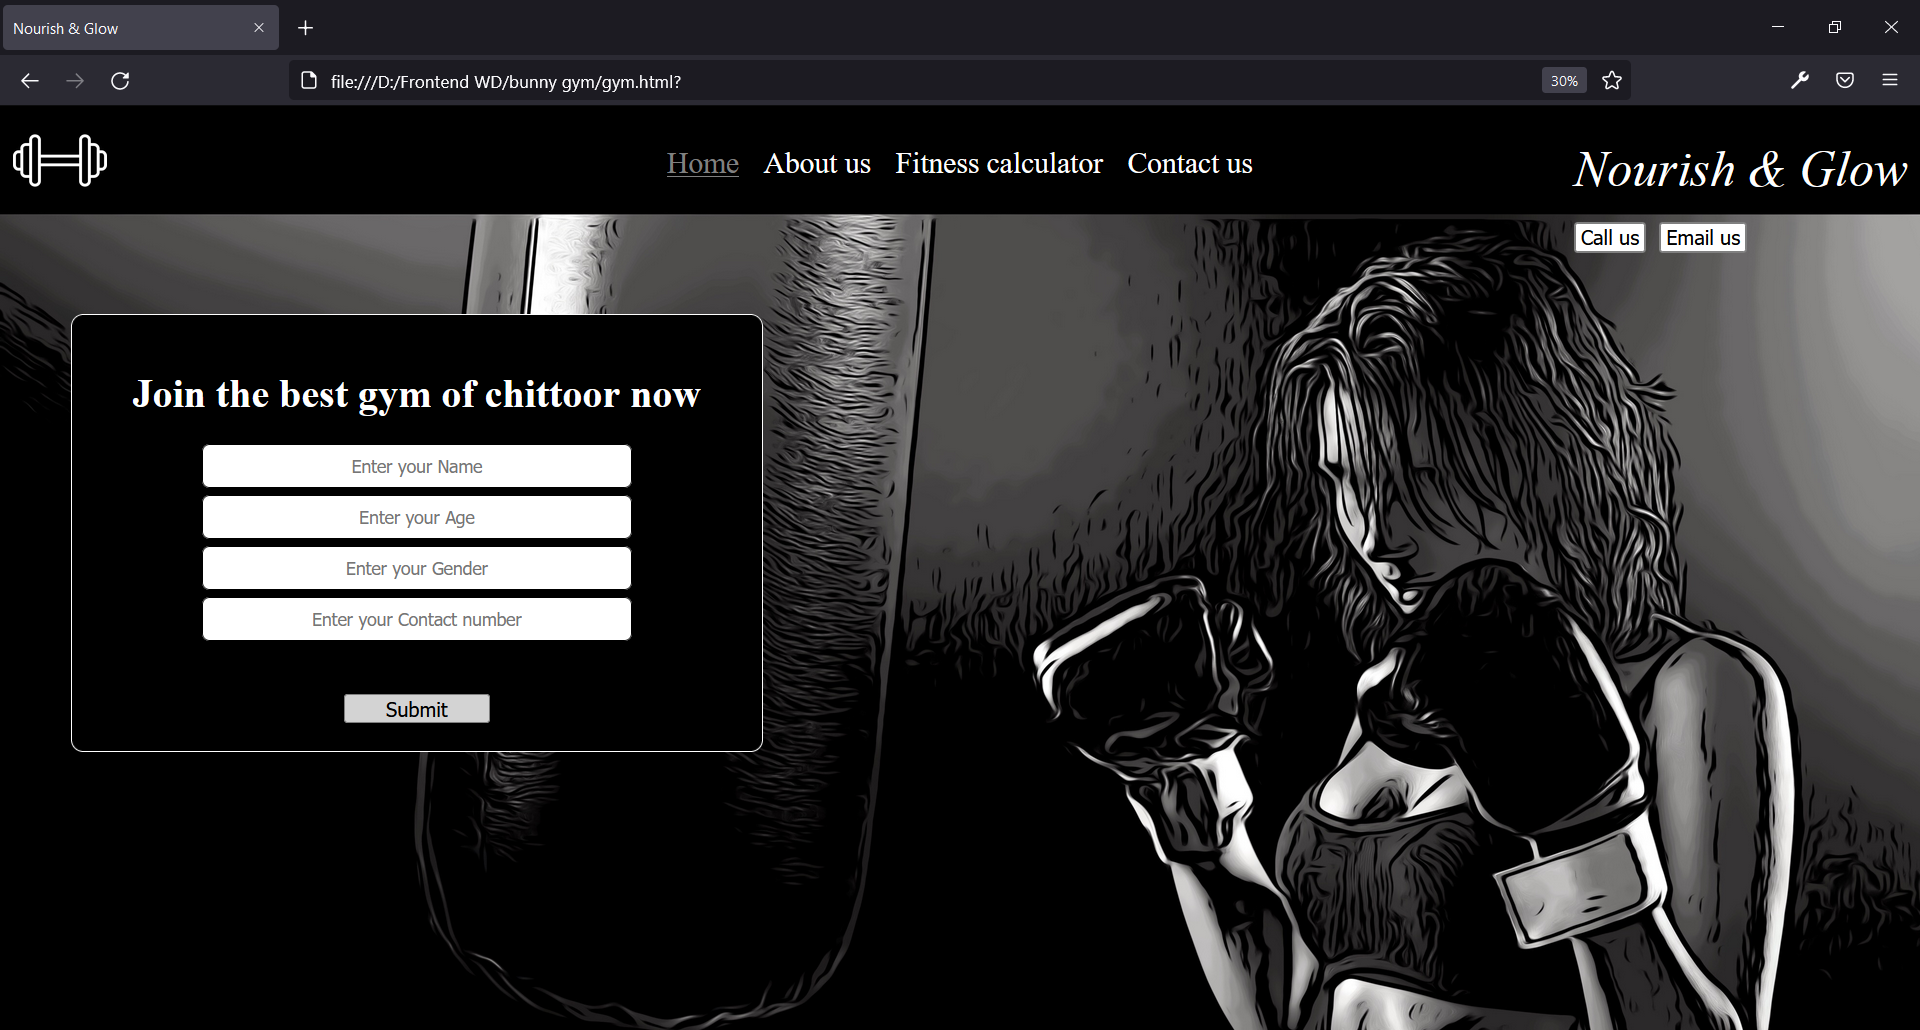 Nourish & Glow
file:///D:/Frontend WD/bunny gym/gym.html?
30%
Home About us Fitness calculator Contact us
Nourish & Glow
Call us Email us
Join the best gym of chittoor now
Enter your Name
Enter your Age
Enter your Gender
Enter your Contact number
Submit